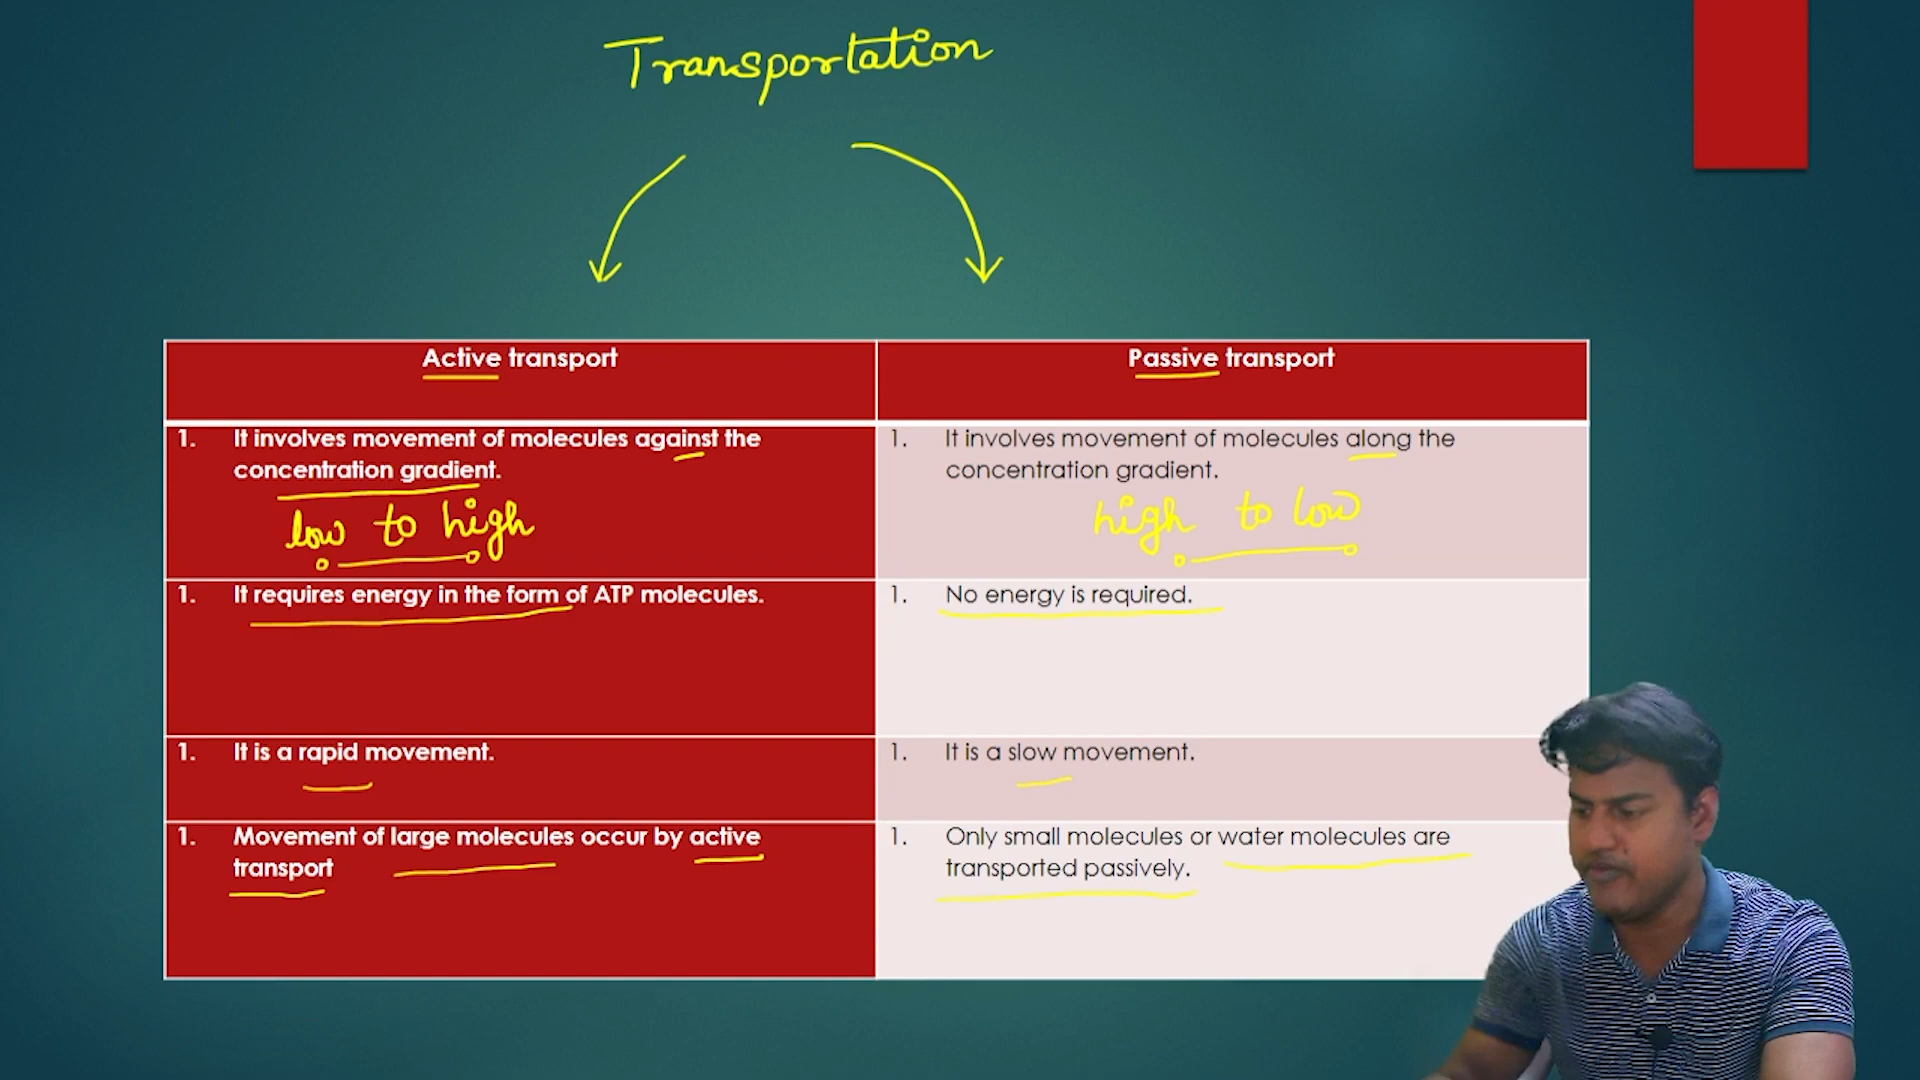 Transportation
Active transport
Passive transport
1. It involves movement of molecules against the
concentration gradient.
low to high
1. It involves movement of molecules along the
concentration gradient.
high to low
1. It requires energy in the form of ATP molecules.
1. No energy is required.
1. It is a rapid movement.
1. It is a slow movement.
1. Movement of large molecules occur by active
transport
1. Only small molecules or water molecules are
transported passively.